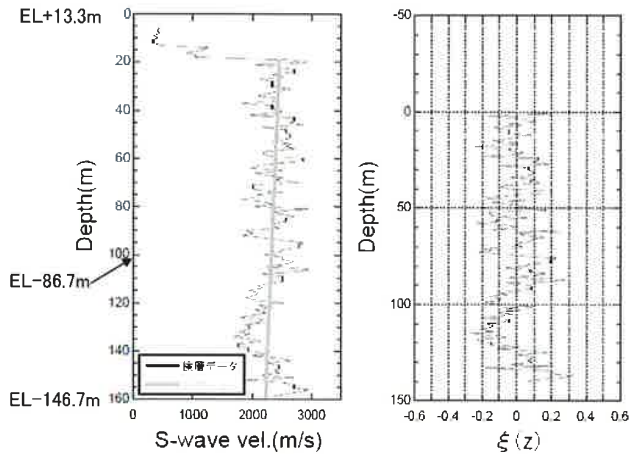 EL+13.3m
EL-86.7m
EL-146.7m
Depth(m)
0
20
40
60
80
100
120
140
160
検層データ
0 1000 2000 3000
S-wave vel.(m/s)
Depth(m)
-50
0
50
100
150
-0.6 -0.4 -0.2 0 0.2 0.4 0.6
ξ(z)